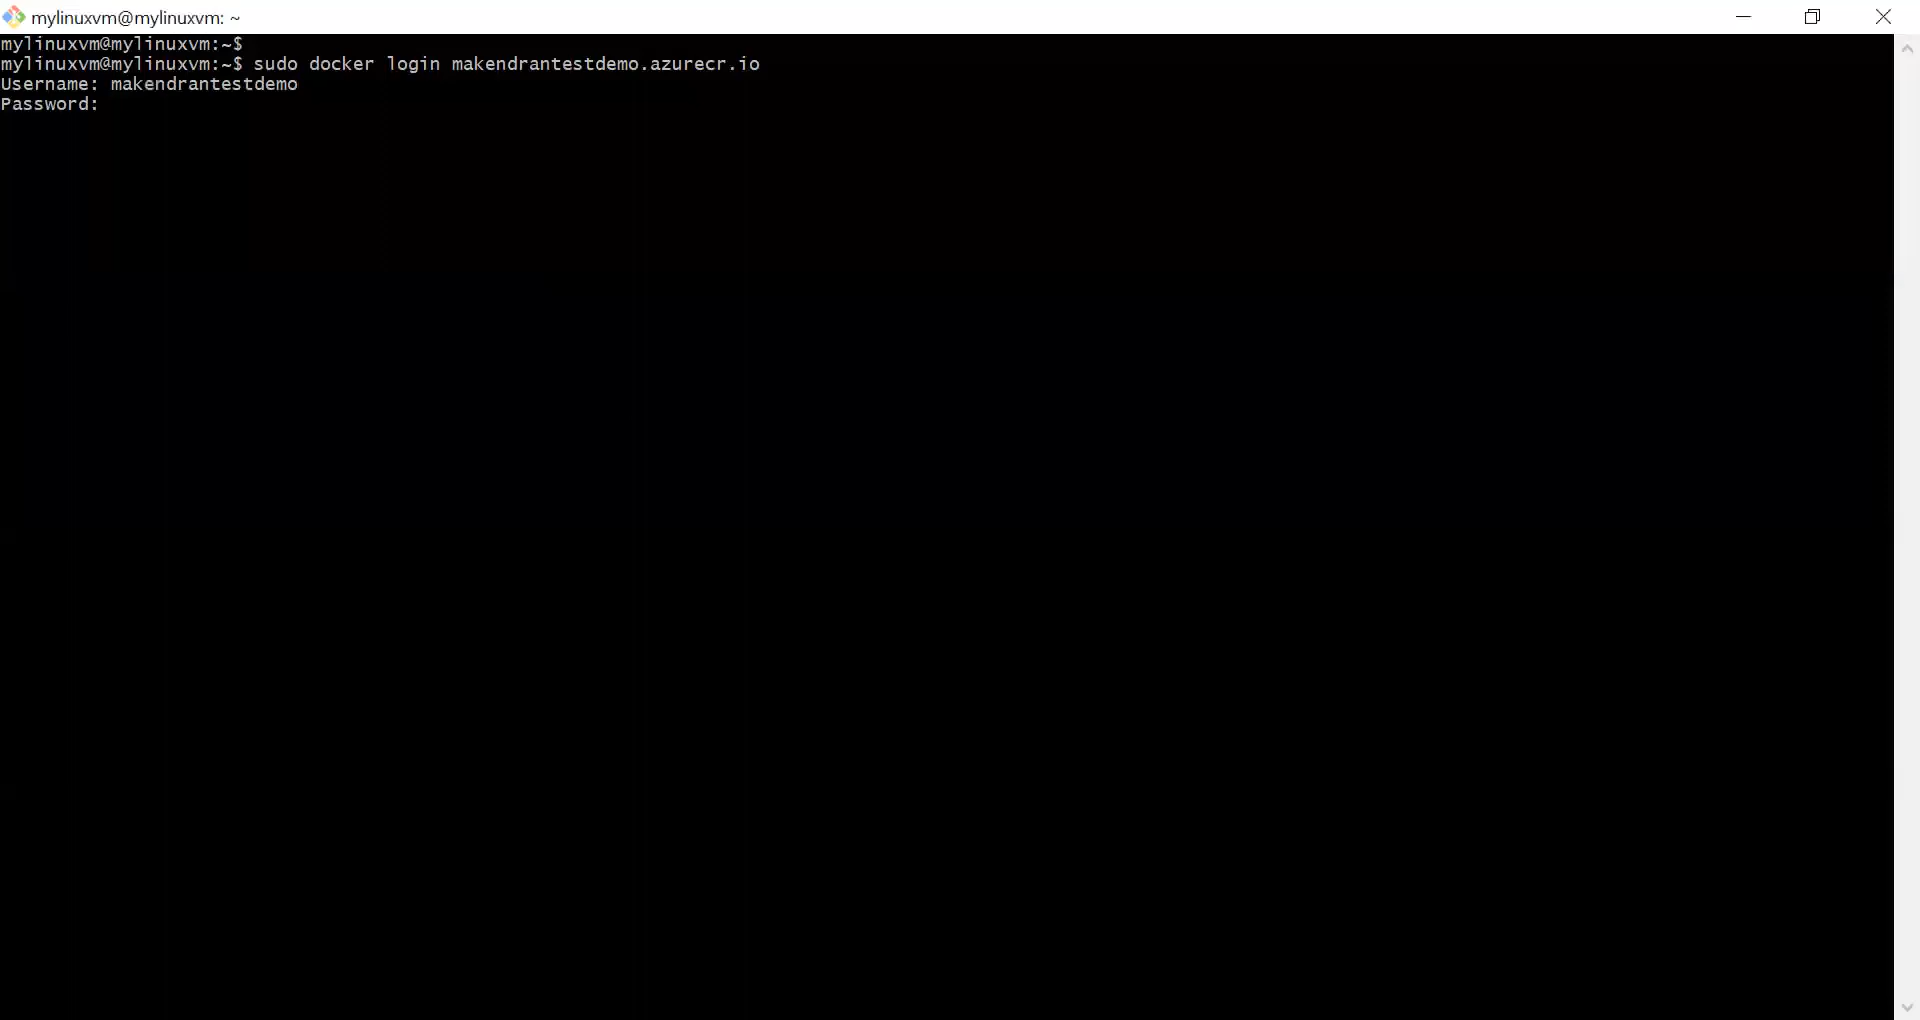 mylinuxvm@mylinuxvm: ~
mylinuxvm@mylinuxvm:~$
mylinuxvm@mylinuxvm:~$ sudo docker login makendrantestdemo.azurecr.io
Username: makendrantestdemo
Password: